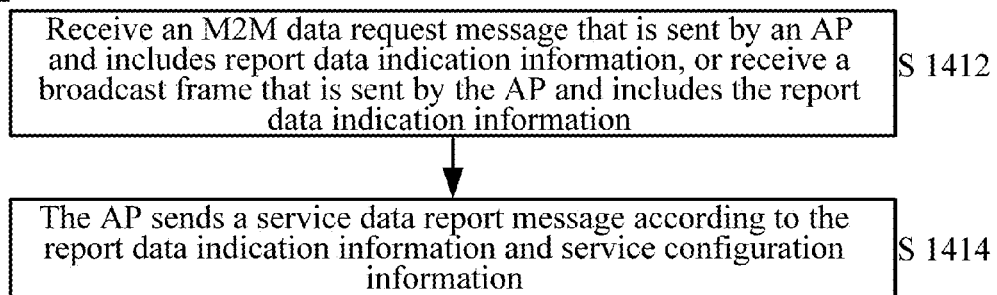 Receive an M2M data request message that is sent by an AP
and includes report data indication information, or receive a
broadcast frame that is sent by the AP and includes the report
data indication information
S 1412
The AP sends a service data report message according to the
report data indication information and service configuration
information
S 1414